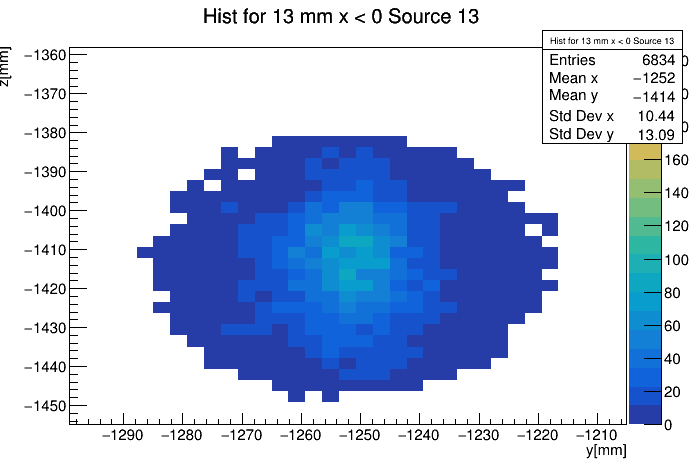 Hist for 13 mm x < 0 Source 13
Hist for 13 mm x < 0 Source 13
Entries 6834
Mean x −1252
Mean y −1414
Std Dev x 10.44
Std Dev y 13.09
z[mm]
−1360
−1370
−1380
−1390
−1400
−1410
−1420
−1430
−1440
−1450
160
140
120
100
80
60
40
20
0
−1290 −1280 −1270 −1260 −1250 −1240 −1230 −1220 −1210
y[mm]